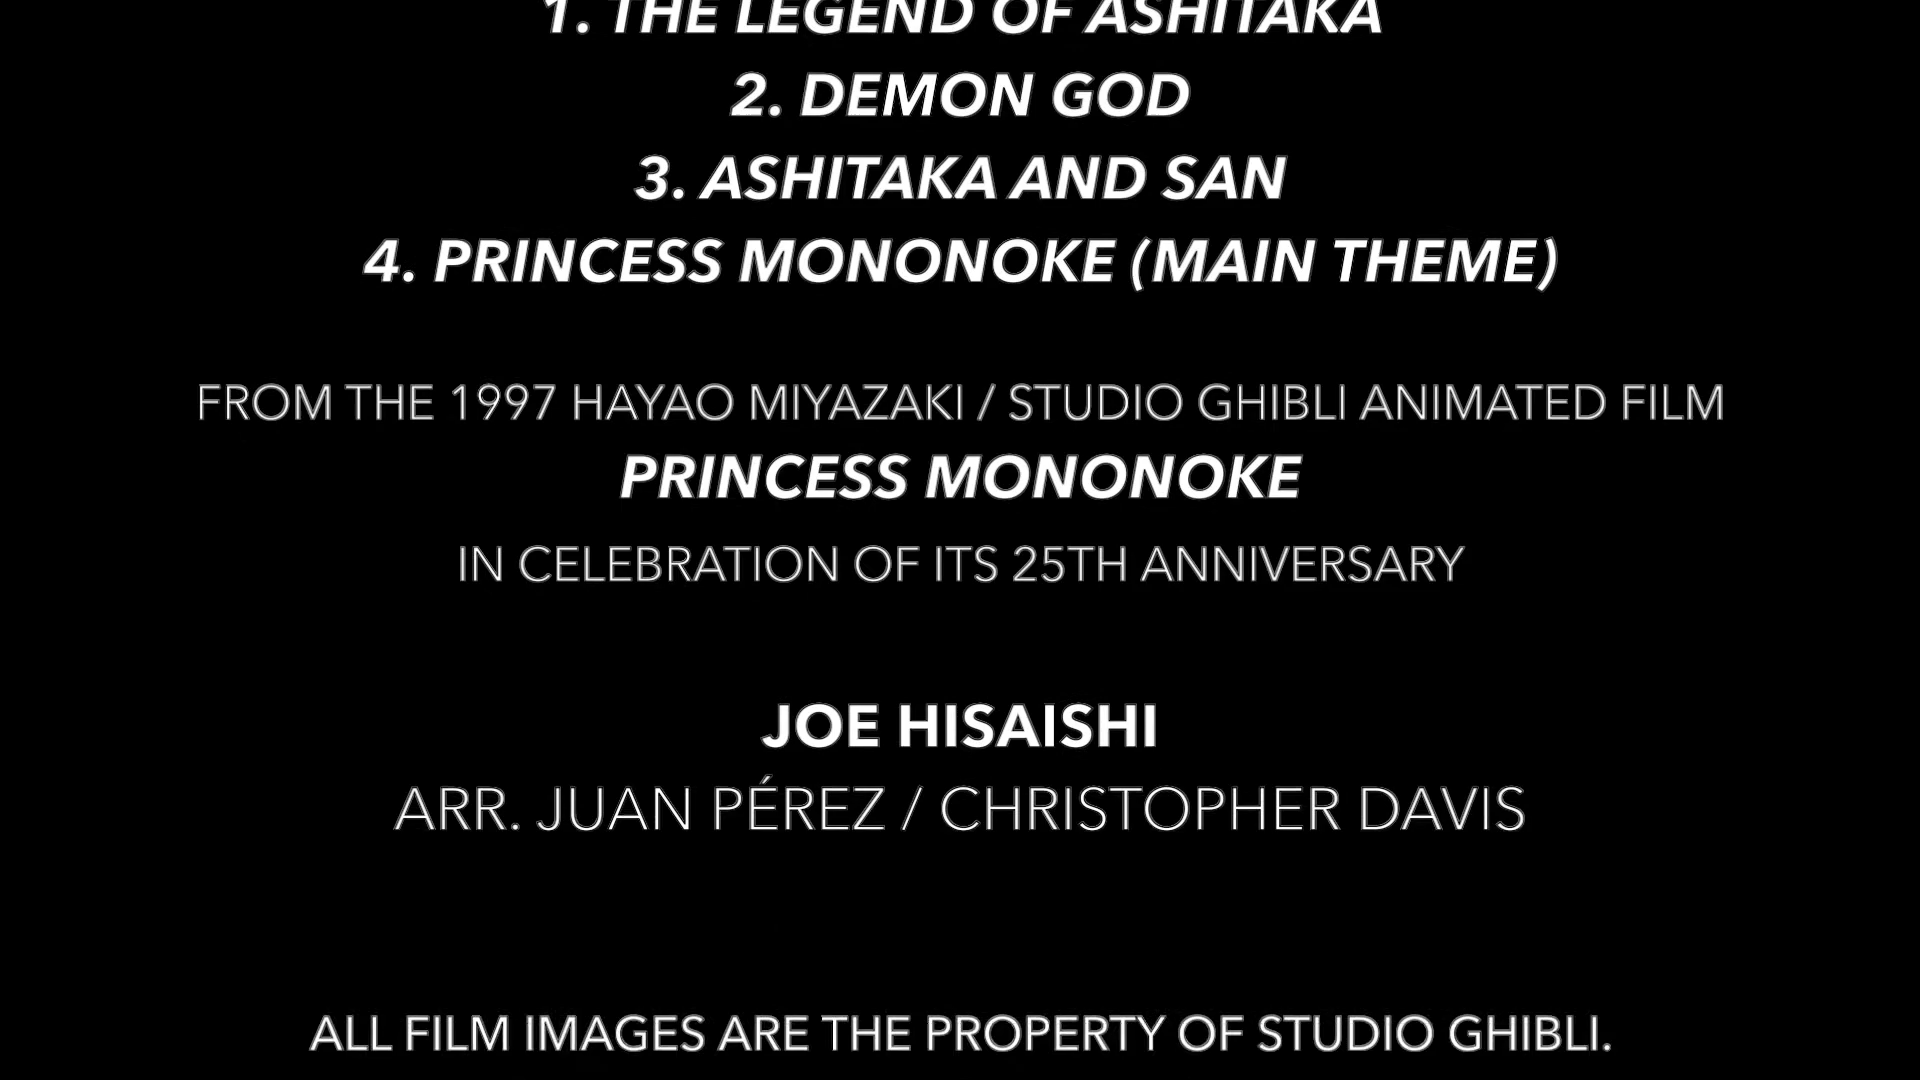 1. THE LEGEND OF ASHITAKA
2. DEMON GOD
3. ASHITAKA AND SAN
4. PRINCESS MONONOKE (MAIN THEME)
FROM THE 1997 HAYAO MIYAZAKI / STUDIO GHIBLI ANIMATED FILM
PRINCESS MONONOKE
IN CELEBRATION OF ITS 25TH ANNIVERSARY
JOE HISAISHI
ARR. JUAN PÉREZ / CHRISTOPHER DAVIS
ALL FILM IMAGES ARE THE PROPERTY OF STUDIO GHIBLI.